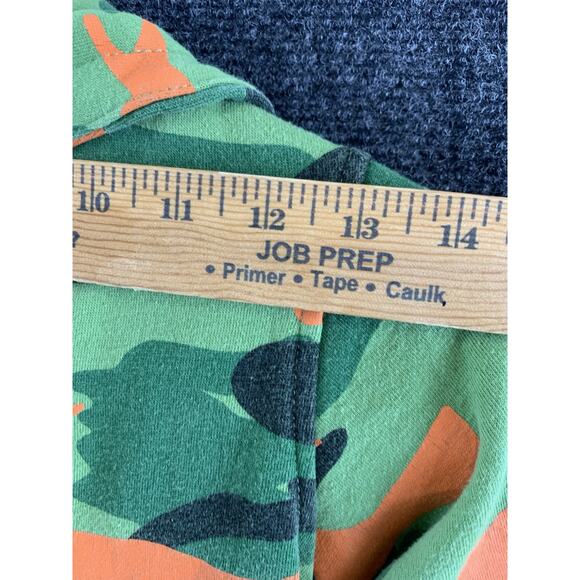 10 11 12 13 14
?
JOB PREP
• Primer • Tape • Caulk